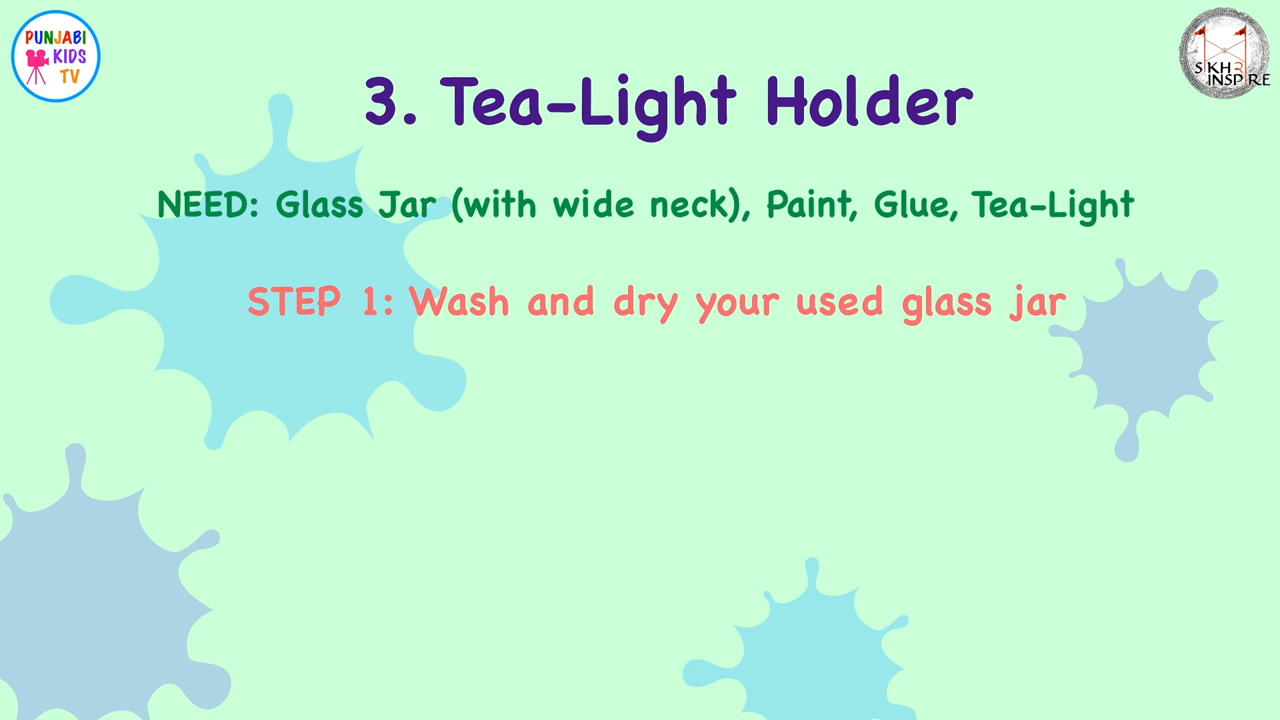 PUNJABI
KIDS
TV
SIKH 2
INSPIRE
3. Tea-Light Holder
NEED: Glass Jar (with wide neck), Paint, Glue, Tea-Light
STEP 1: Wash and dry your used glass jar